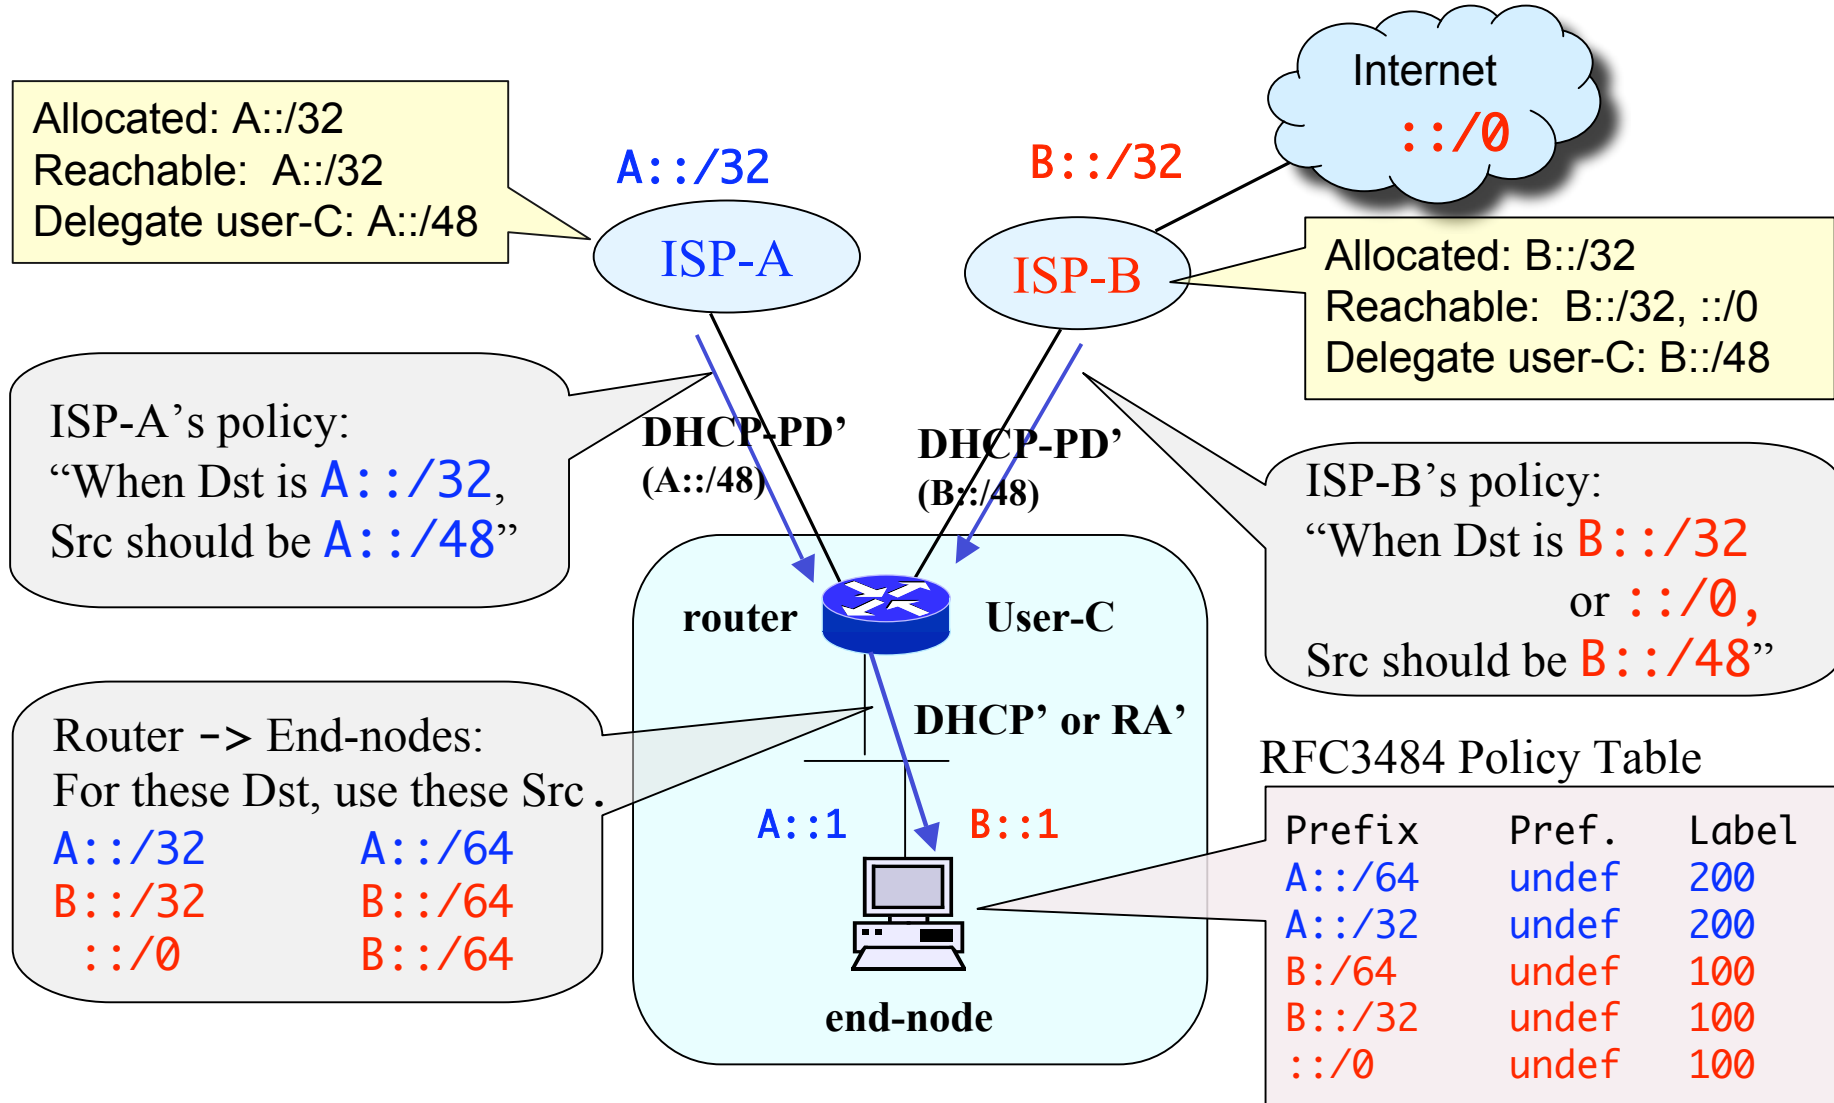 Internet
::/0
Allocated: A::/32
Reachable: A::/32
Delegate user-C: A::/48
A::/32
B::/32
ISP-A
ISP-B
Allocated: B::/32
Reachable: B::/32, ::/0
Delegate user-C: B::/48
ISP-A’s policy:
“When Dst is A::/32,
Src should be A::/48”
DHCP-PD’
(A::/48)
DHCP-PD’
(B::/48)
ISP-B’s policy:
“When Dst is B::/32
or ::/0,
Src should be B::/48”
router
User-C
Router -> End-nodes:
For these Dst, use these Src.
A::/32 A::/64
B::/32 B::/64
::/0 B::/64
DHCP’ or RA’
A::1
B::1
end-node
RFC3484 Policy Table
Prefix Pref. Label
A::/64 undef 200
A::/32 undef 200
B:/64 undef 100
B::/32 undef 100
::/0 undef 100